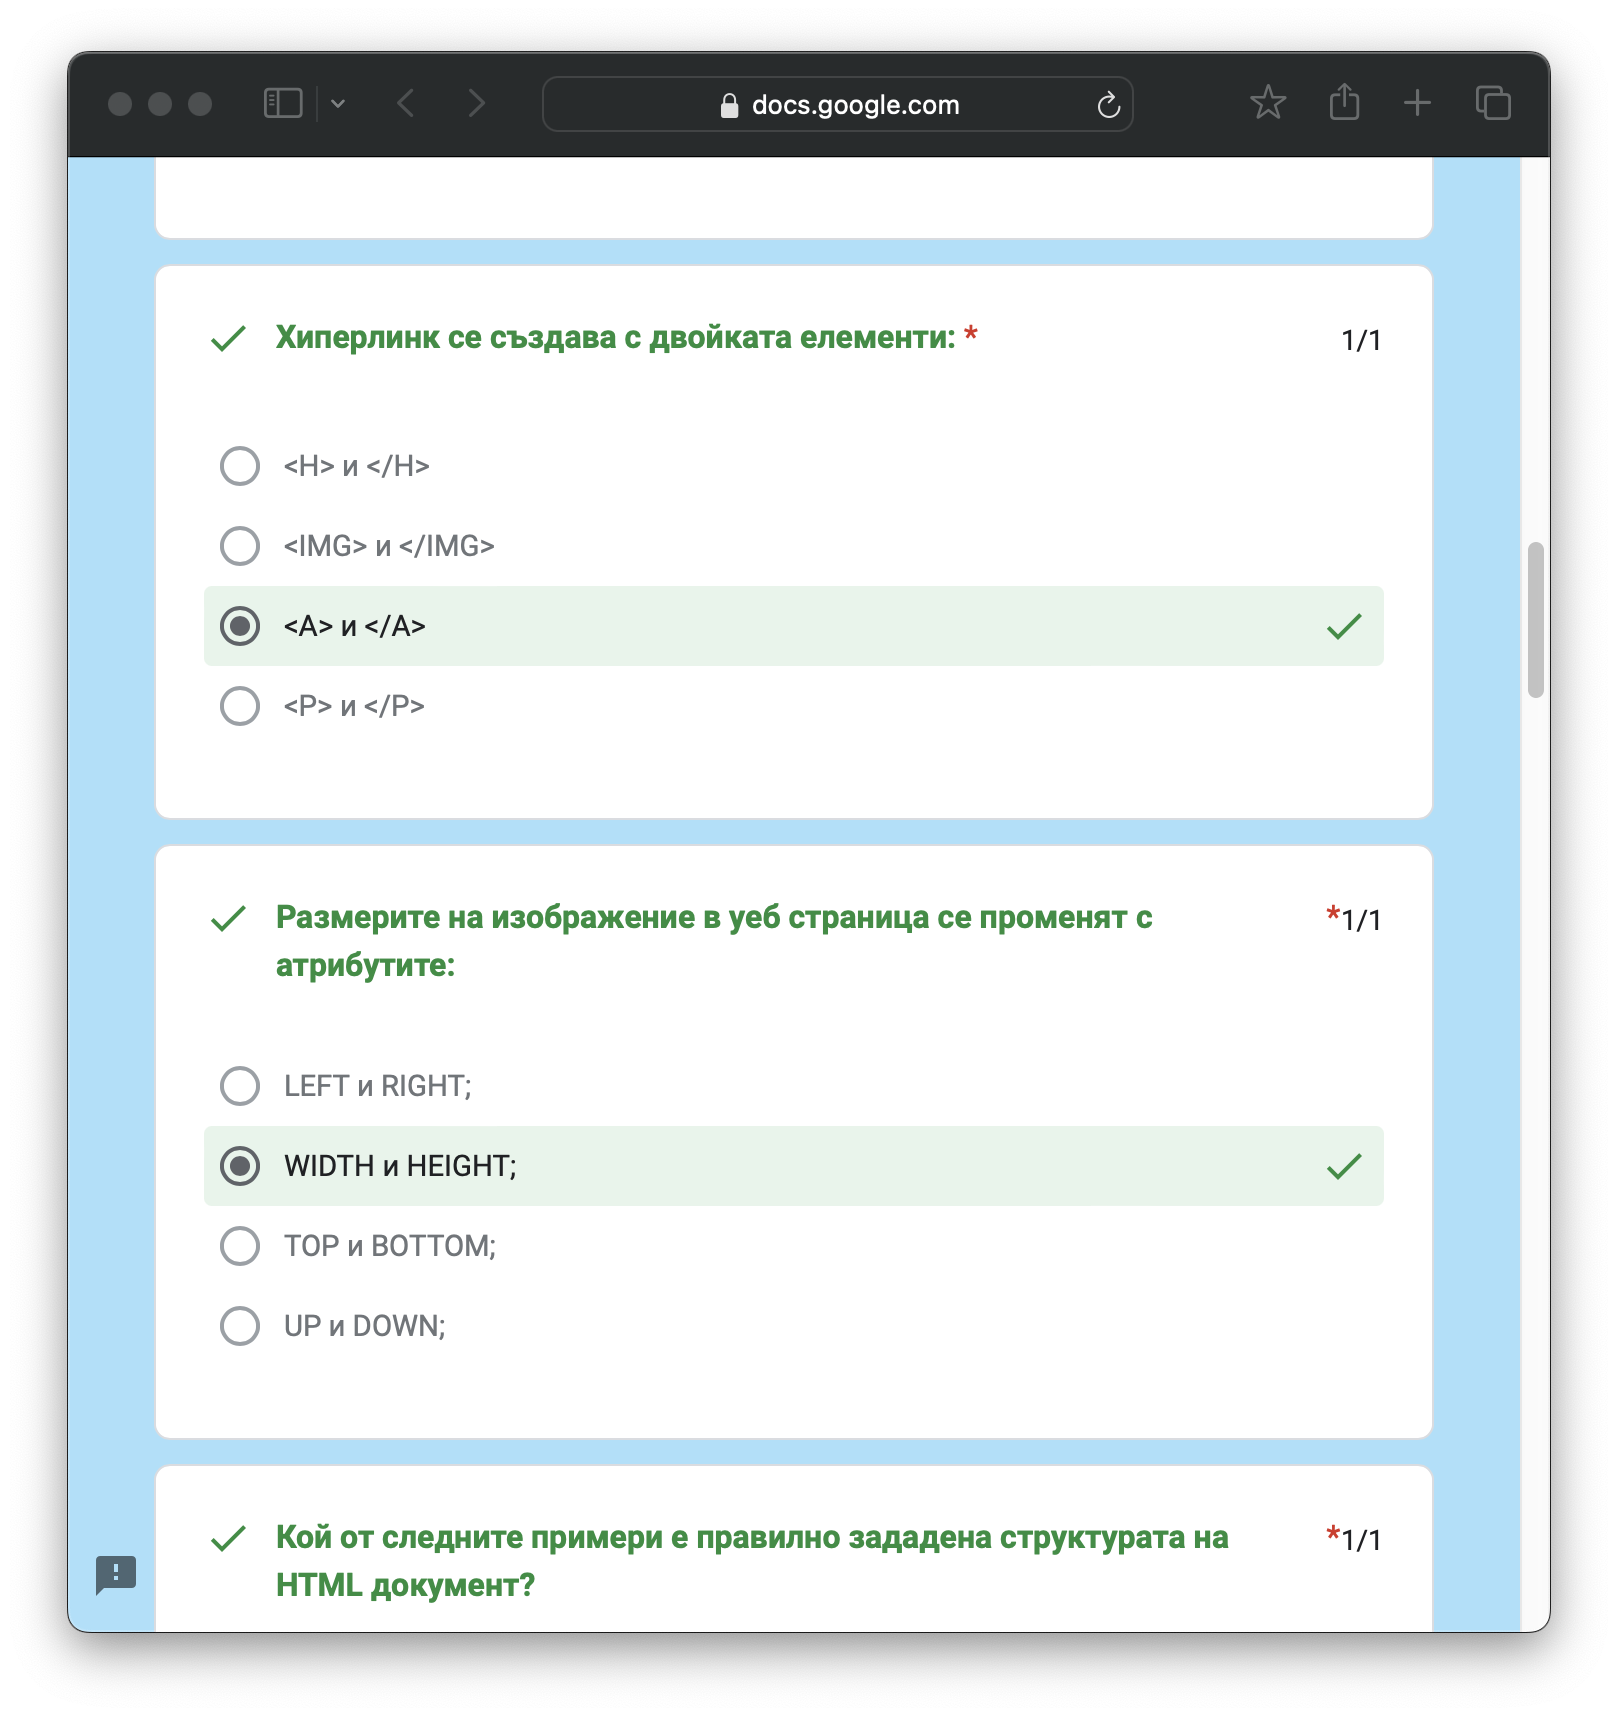 docs.google.com
Хиперлинк се създава с двойката елементи: *
1/1
<H> и </H>
<IMG> и </IMG>
<A> и </A>
<P> и </P>
Размерите на изображение в уеб страница се променят с
атрибутите:
*1/1
LEFT и RIGHT;
WIDTH и HEIGHT;
TOP и BOTTOM;
UP и DOWN;
Кой от следните примери е правилно зададена структурата на
HTML документ?
*1/1